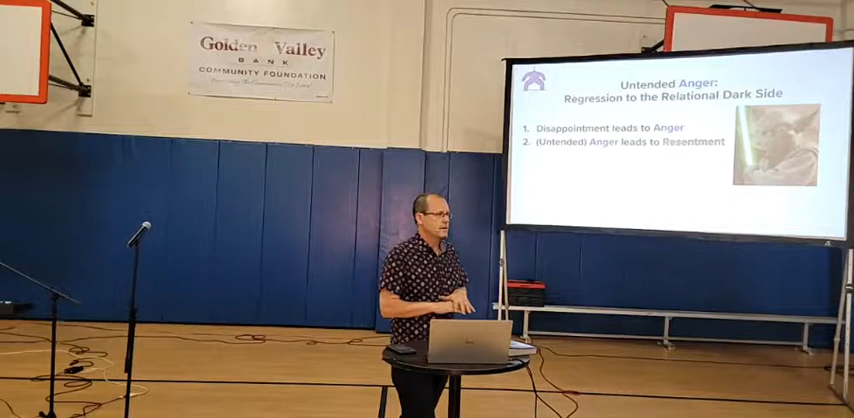 Golden Valley
BANK
COMMUNITY FOUNDATION
Untended Anger:
Regression to the Relational Dark Side
1. Disappointment leads to Anger
2. (Untended) Anger leads to Resentment